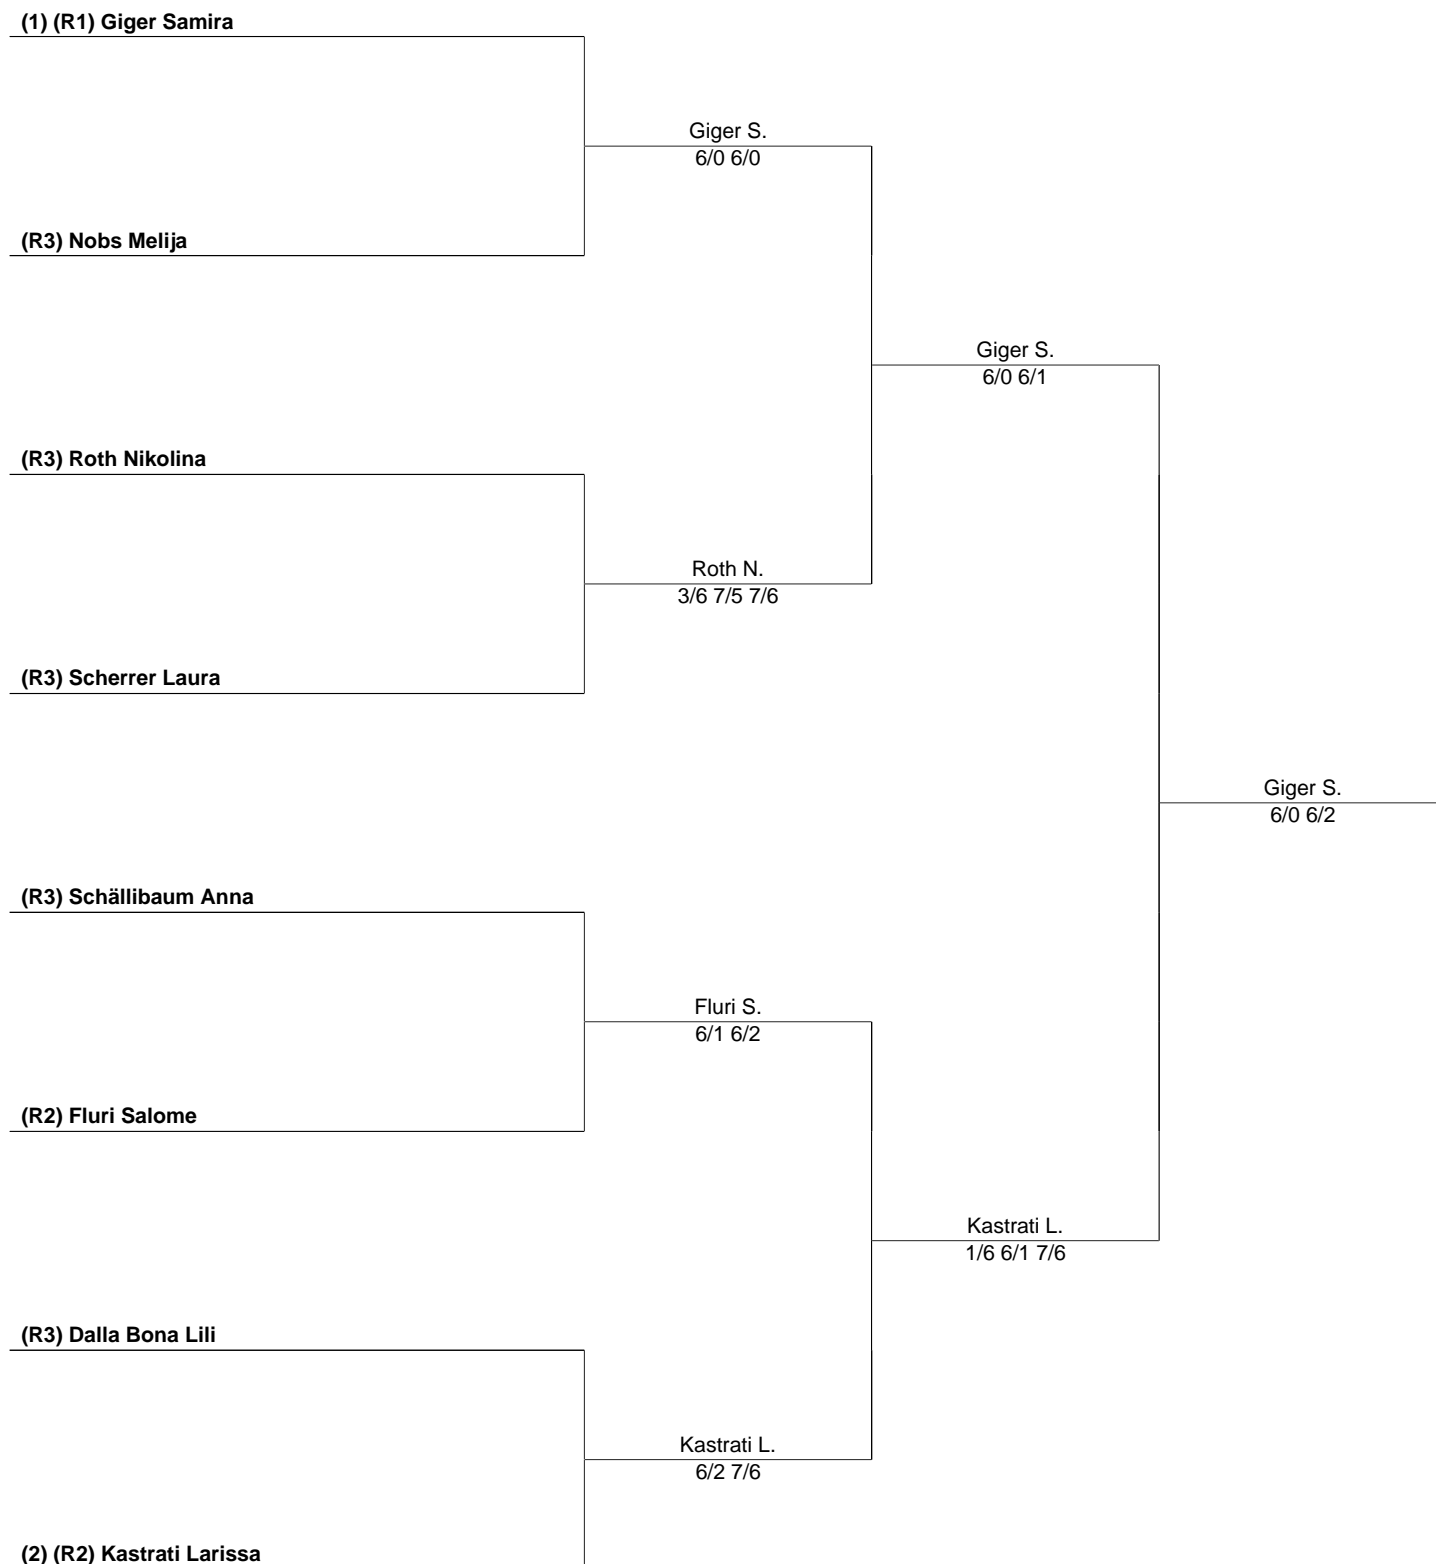 (1) (R1) Giger Samira
Giger S.
6/0 6/0
(R3) Nobs Melija
Giger S.
6/0 6/1
(R3) Roth Nikolina
Roth N.
3/6 7/5 7/6
(R3) Scherrer Laura
Giger S.
6/0 6/2
(R3) Schällibaum Anna
Fluri S.
6/1 6/2
(R2) Fluri Salome
Kastrati L.
1/6 6/1 7/6
(R3) Dalla Bona Lili
Kastrati L.
6/2 7/6
(2) (R2) Kastrati Larissa